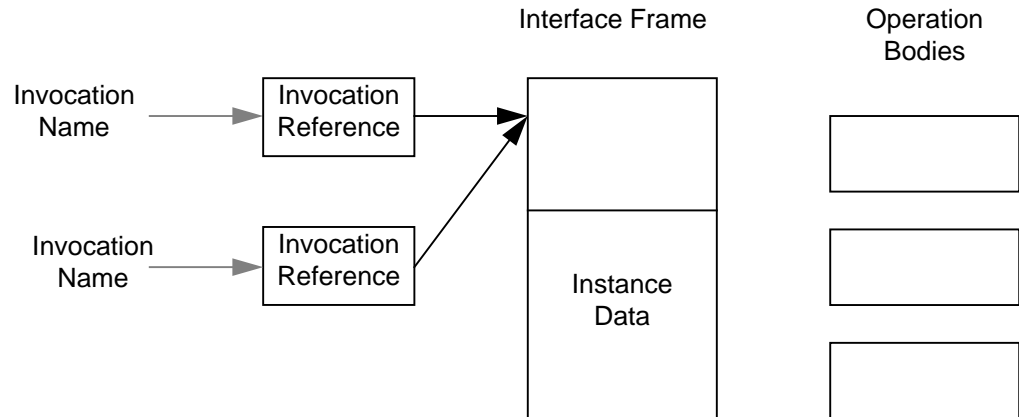 Interface Frame
Operation
Bodies
Invocation
Name
Invocation
Reference
Invocation
Name
Invocation
Reference
Instance
Data